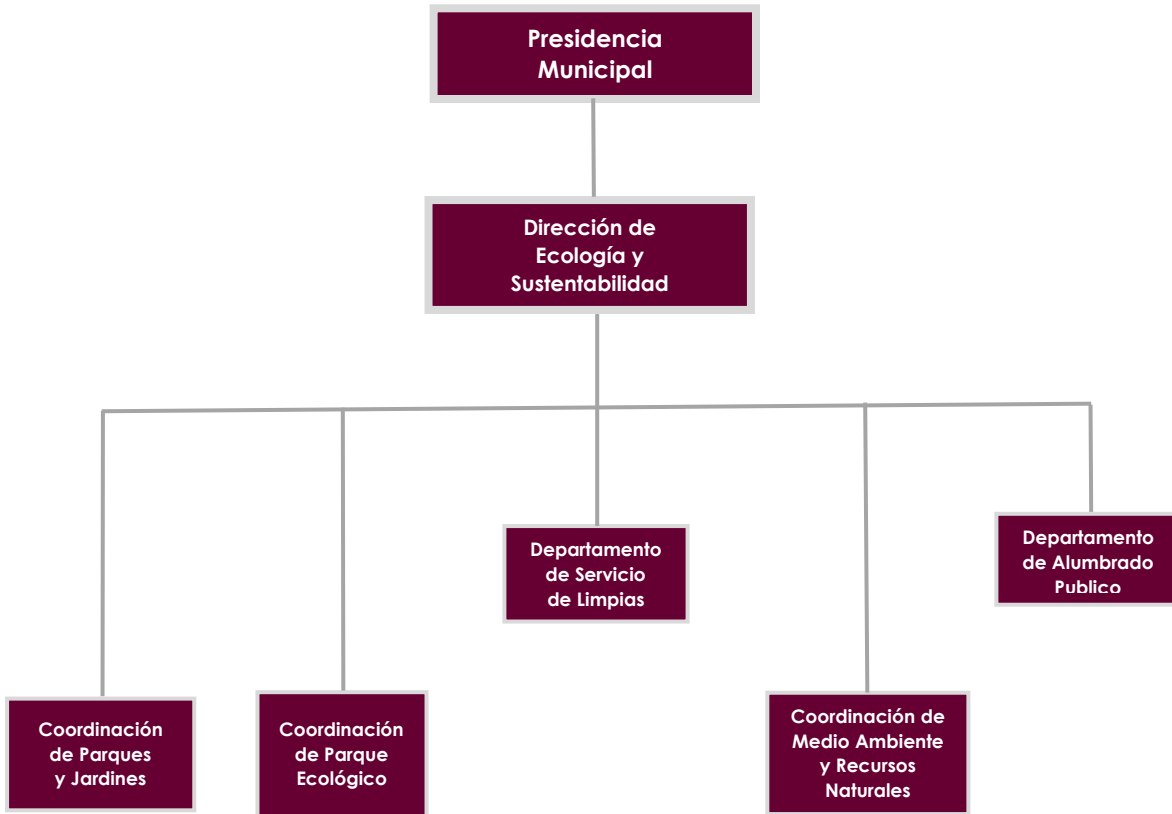 Presidencia
Municipal
Dirección de
Ecología y
Sustentabilidad
Departamento
de Servicio
de Limpias
Departamento
de Alumbrado
Publico
Coordinación
de Parques
y Jardines
Coordinación
de Parque
Ecológico
Coordinación de
Medio Ambiente
y Recursos
Naturales